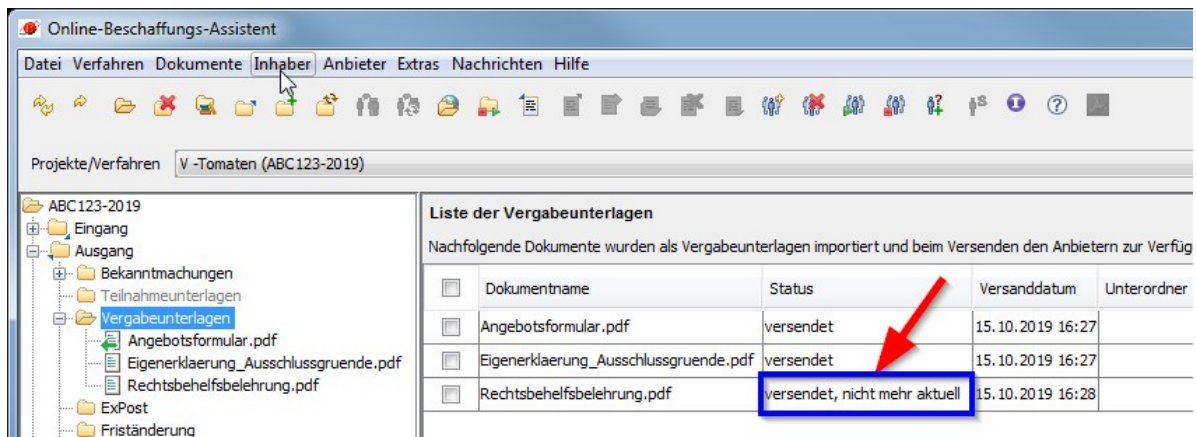 Online-Beschaffungs-Assistent
Datei Verfahren Dokumente Inhaber Anbieter Extras Nachrichten Hilfe
Projekte/Verfahren V -Tomaten (ABC123-2019)
ABC123-2019
Eingang
Ausgang
Bekanntmachungen
Teilnahmeunterlagen
Vergabeunterlagen
Angebotsformular.pdf
Eigenerklaerung_Ausschlussgruende.pdf
Rechtsbehelfsbelehrung.pdf
ExPost
Friständerung
Liste der Vergabeunterlagen
Nachfolgende Dokumente wurden als Vergabeunterlagen importiert und beim Versenden den Anbietern zur Verfüg
Dokumentname Status Versanddatum Unterordner
Angebotsformular.pdf versendet 15.10.2019 16:27
Eigenerklaerung_Ausschlussgruende.pdf versendet 15.10.2019 16:27
Rechtsbehelfsbelehrung.pdf versendet, nicht mehr aktuell 15.10.2019 16:28